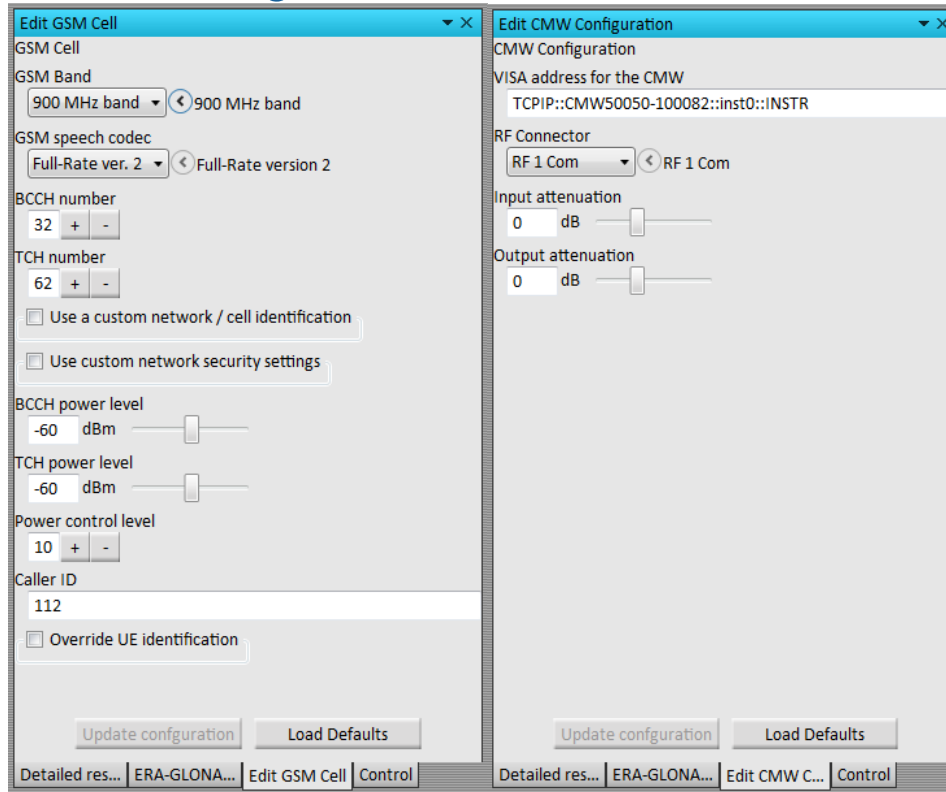 Edit GSM Cell
GSM Cell
GSM Band
900 MHz band 900 MHz band
GSM speech codec
Full-Rate ver. 2 Full-Rate version 2
BCCH number
32 + -
TCH number
62 + -
Use a custom network / cell identification
Use custom network security settings
BCCH power level
-60 dBm
TCH power level
-60 dBm
Power control level
10 + -
Caller ID
112
Override UE identification
Update confguration Load Defaults
Detailed res... ERA-GLONA... Edit GSM Cell Control
Edit CMW Configuration
CMW Configuration
VISA address for the CMW
TCPIP::CMW50050-100082::inst0::INSTR
RF Connector
RF 1 Com RF 1 Com
Input attenuation
0 dB
Output attenuation
0 dB
Update confguration Load Defaults
Detailed res... ERA-GLONA... Edit CMW C... Control